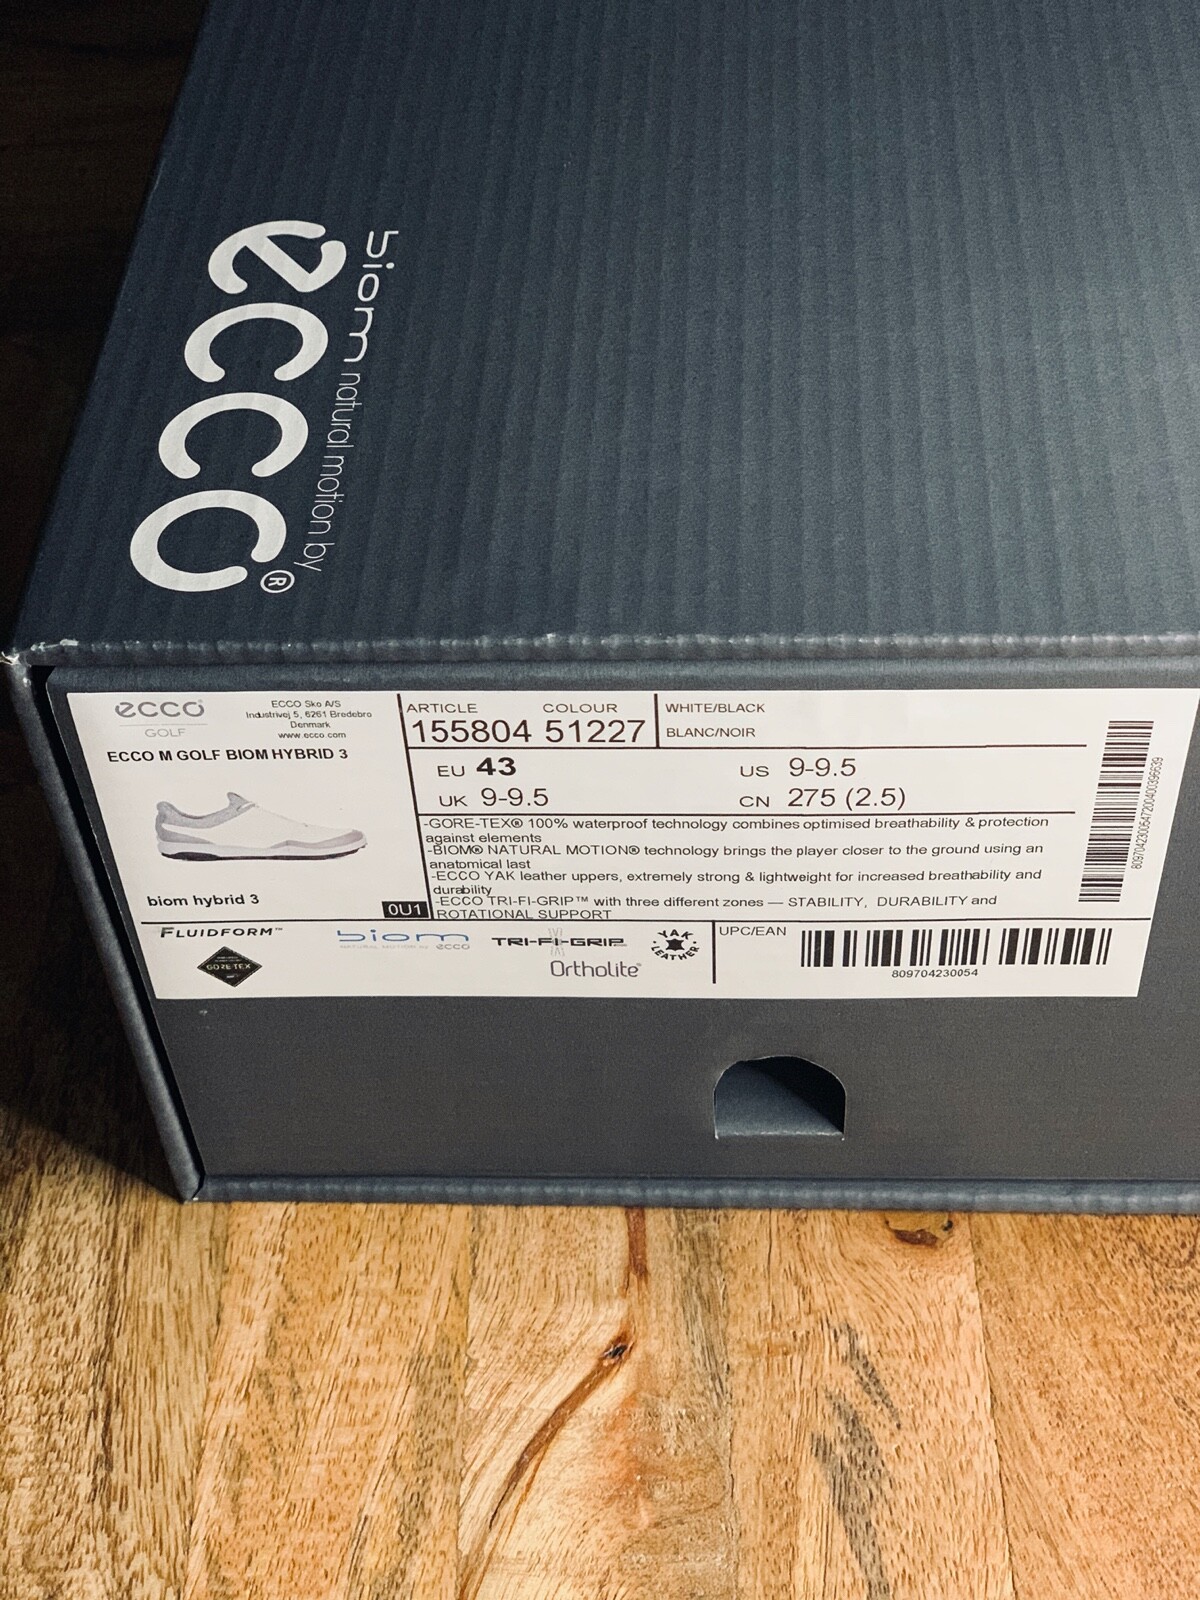 biom natural motion by
ecco®
ecco
GOLF
ECCO Sko A/S
Industrivej 5, 6261 Bredebro
Denmark
www.ecco.com
ECCO M GOLF BIOM HYBRID 3
biom hybrid 3
0U1
ARTICLE COLOUR
155804 51227
WHITE/BLACK
BLANC/NOIR
EU 43
US 9-9.5
UK 9-9.5
CN 275 (2.5)
-GORE-TEX® 100% waterproof technology combines optimised breathability & protection
against elements
-BIOM® NATURAL MOTION® technology brings the player closer to the ground using an
anatomical last
-ECCO YAK leather uppers, extremely strong & lightweight for increased breathability and
durability
-ECCO TRI-FI-GRIP™ with three different zones — STABILITY, DURABILITY and
ROTATIONAL SUPPORT
FLUIDFORM™
GORE-TEX
biom
NATURAL MOTION by ecco
TRI-FI-GRIP
OrthoLite®
YAK
LEATHER
UPC/EAN
809704230054